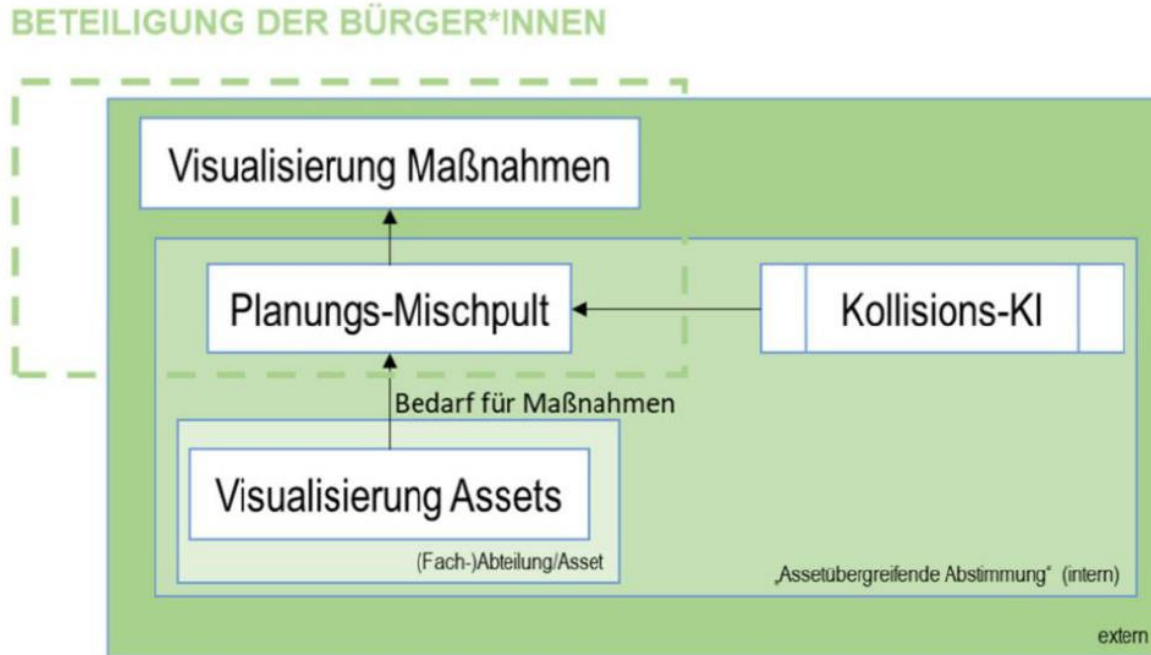 BETEILIGUNG DER BÜRGER*INNEN
Visualisierung Maßnahmen
Planungs-Mischpult
Kollisions-KI
Bedarf für Maßnahmen
Visualisierung Assets
(Fach-)Abteilung/Asset
„Assetübergreifende Abstimmung“ (intern)
extern